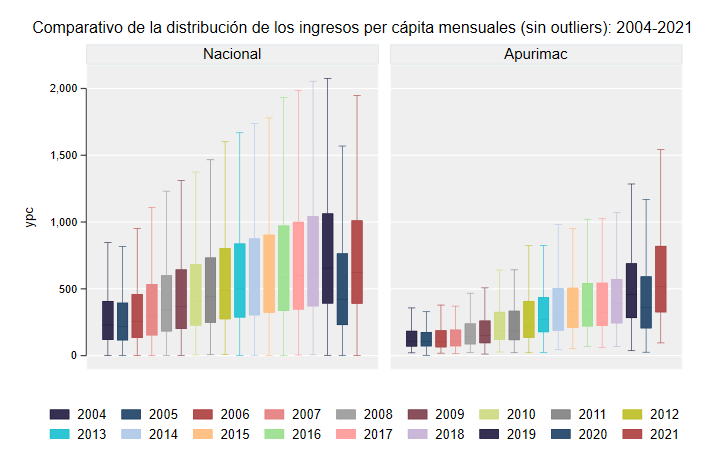 Comparativo de la distribución de los ingresos per cápita mensuales (sin outliers): 2004-2021
Nacional Apurimac
2,000
1,500
1,000
500
0
ypc
2004 2005 2006 2007 2008 2009 2010 2011 2012
2013 2014 2015 2016 2017 2018 2019 2020 2021